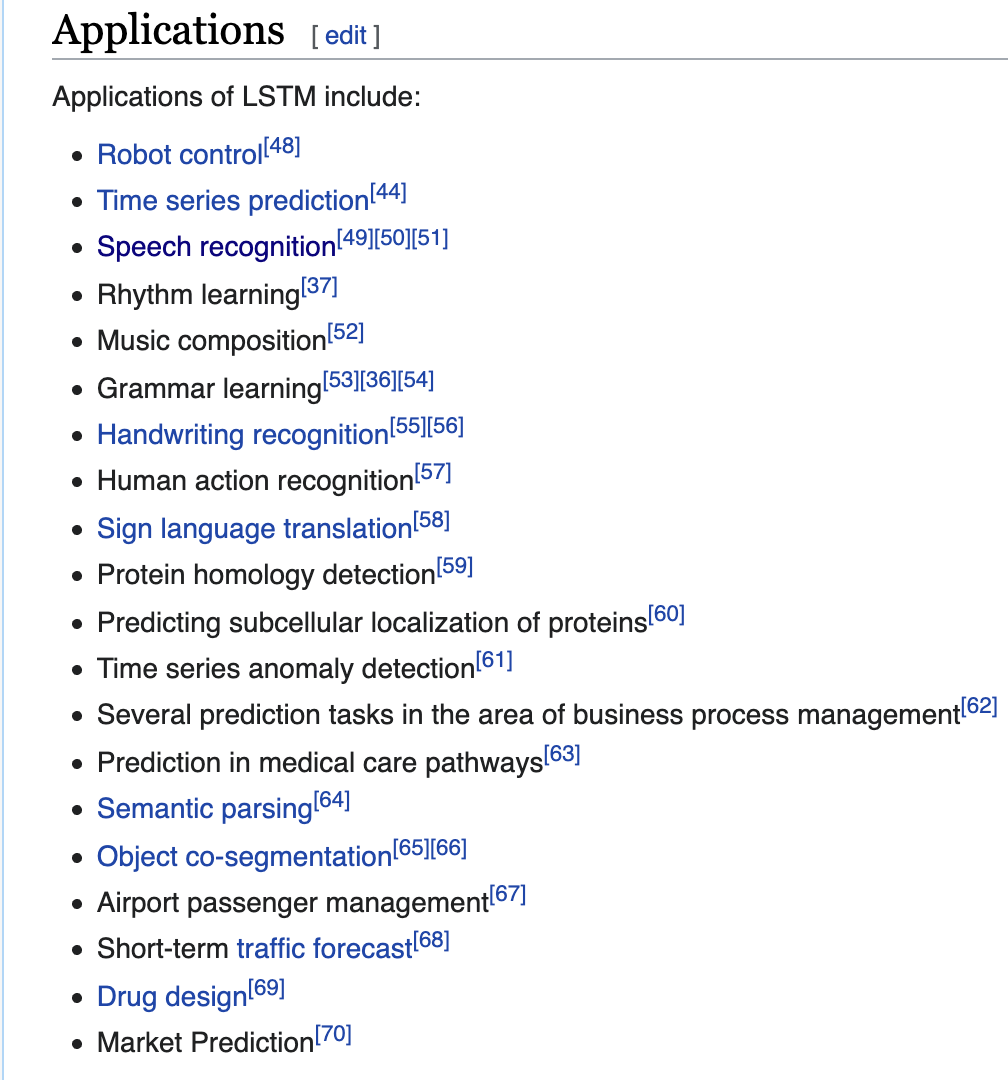 Applications [ edit ]
Applications of LSTM include:
• Robot control[48]
• Time series prediction[44]
• Speech recognition[49][50][51]
• Rhythm learning[37]
• Music composition[52]
• Grammar learning[53][36][54]
• Handwriting recognition[55][56]
• Human action recognition[57]
• Sign language translation[58]
• Protein homology detection[59]
• Predicting subcellular localization of proteins[60]
• Time series anomaly detection[61]
• Several prediction tasks in the area of business process management[62]
• Prediction in medical care pathways[63]
• Semantic parsing[64]
• Object co-segmentation[65][66]
• Airport passenger management[67]
• Short-term traffic forecast[68]
• Drug design[69]
• Market Prediction[70]